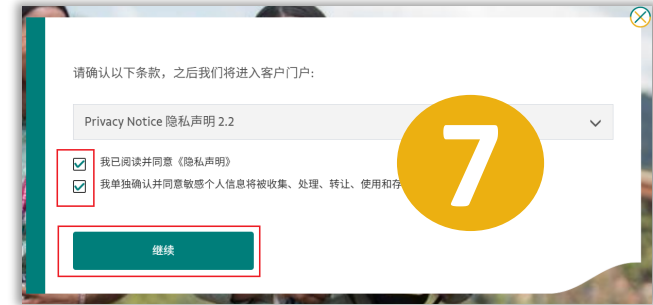 请确认以下条款，之后我们将进入客户门户:
Privacy Notice 隐私声明 2.2
我已阅读并同意《隐私声明》
我单独确认并同意敏感个人信息将被收集、处理、转让、使用和存
7
继续